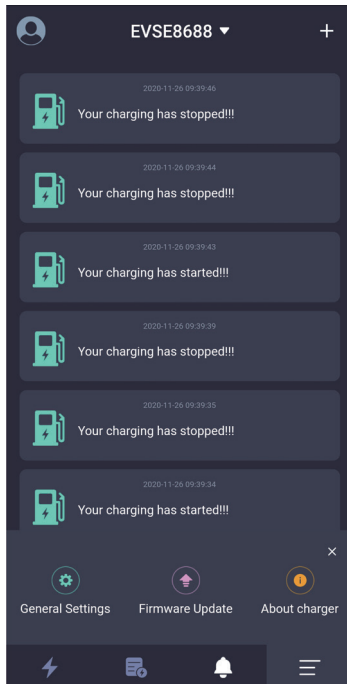 EVSE8688
2020-11-26 09:39:46
Your charging has stopped!!!
2020-11-26 09:39:44
Your charging has stopped!!!
2020-11-26 09:39:43
Your charging has started!!!
2020-11-26 09:39:39
Your charging has stopped!!!
2020-11-26 09:39:35
Your charging has stopped!!!
2020-11-26 09:39:34
Your charging has started!!!
General Settings Firmware Update About charger